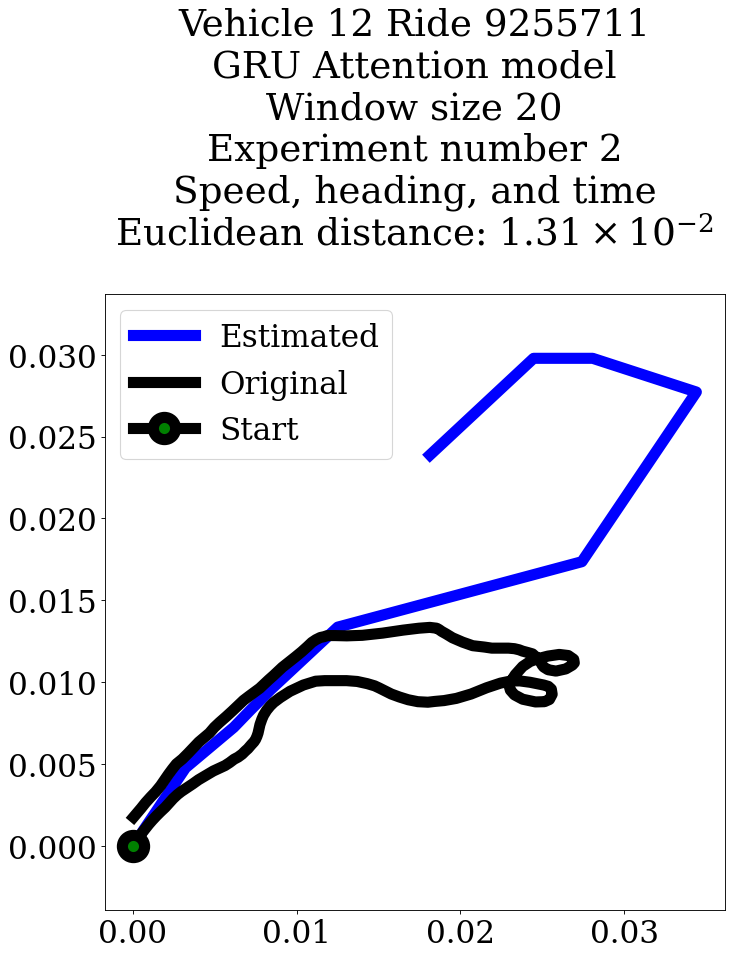 Vehicle 12 Ride 9255711
GRU Attention model
Window size 20
Experiment number 2
Speed, heading, and time
Euclidean distance: 1.31 × 10⁻²
Estimated
Original
Start
0.030
0.025
0.020
0.015
0.010
0.005
0.000
0.00 0.01 0.02 0.03